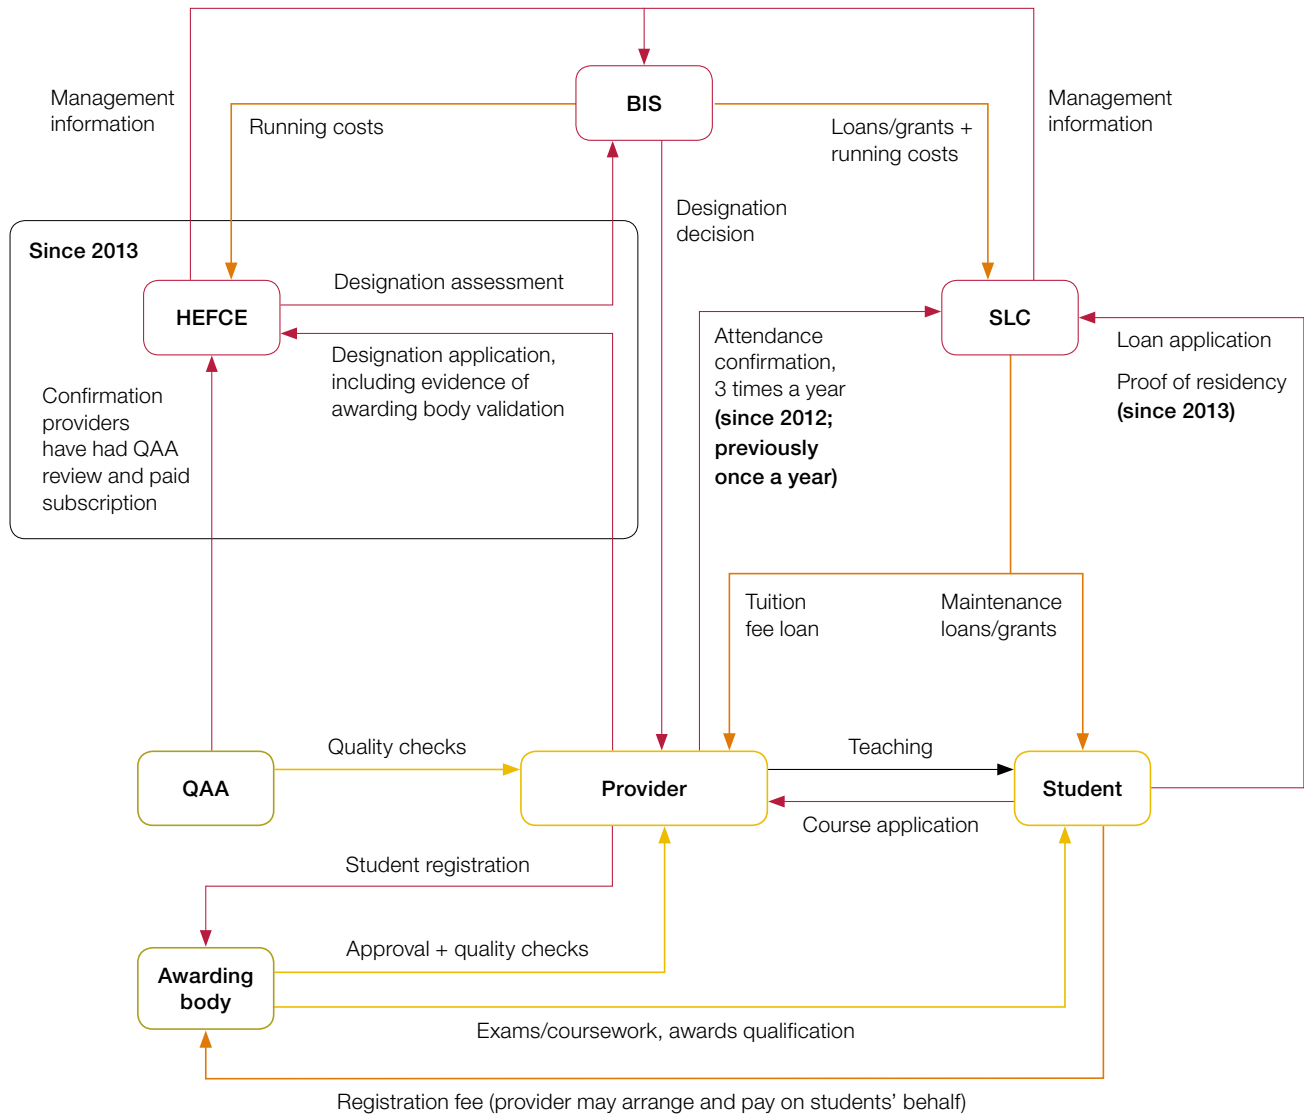 BIS
Management
information
Running costs
Loans/grants +
running costs
Management
information
Designation
decision
Since 2013
Designation assessment
HEFCE
SLC
Designation application,
including evidence of
awarding body validation
Attendance
confirmation,
3 times a year
(since 2012;
previously
once a year)
Loan application
Proof of residency
(since 2013)
Confirmation
providers
have had QAA
review and paid
subscription
Tuition
fee loan
Maintenance
loans/grants
Quality checks
Teaching
QAA
Provider
Student
Course application
Student registration
Approval + quality checks
Awarding
body
Exams/coursework, awards qualification
Registration fee (provider may arrange and pay on students’ behalf)